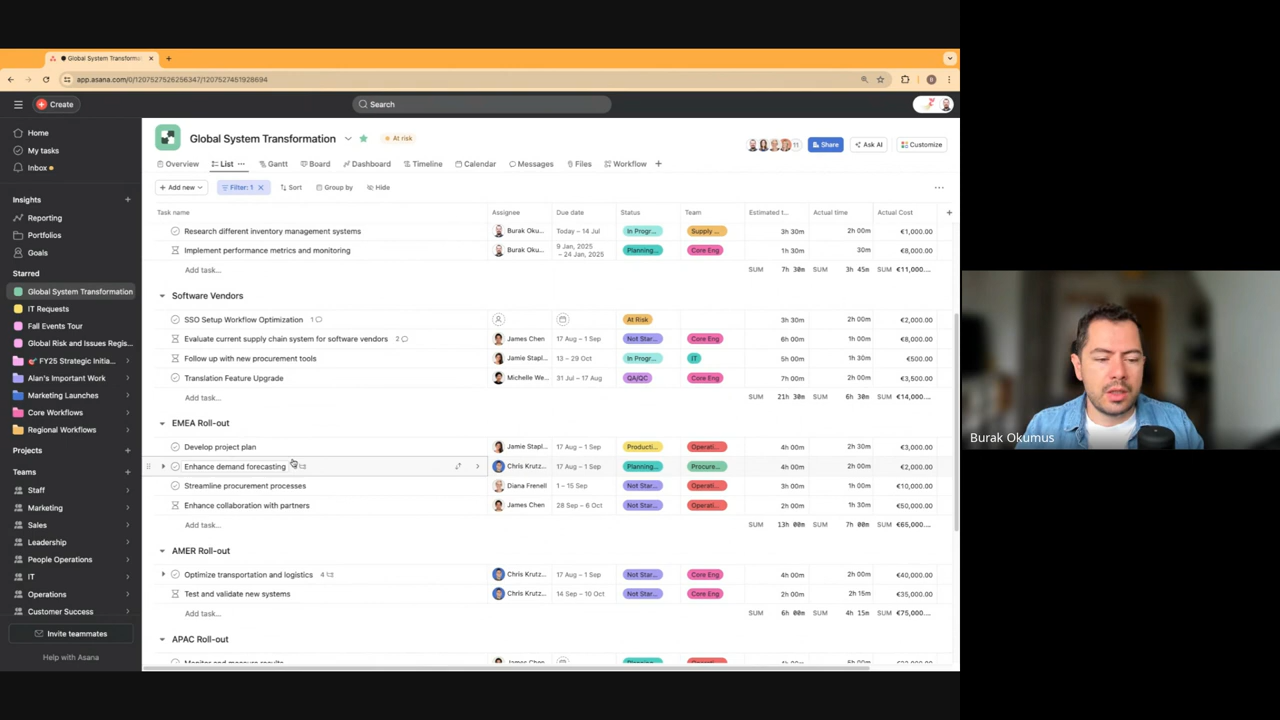 Global System Transforma...
app.asana.com/0/1207527526256347/1207527451928694
Create
Search
Home
My tasks
Inbox
Insights
Reporting
Portfolios
Goals
Starred
Global System Transformation
IT Requests
Fall Events Tour
Global Risk and Issues Regis...
FY25 Strategic Initia...
Alan's Important Work
Marketing Launches
Core Workflows
Regional Workflows
Projects
Teams
Staff
Marketing
Sales
Leadership
People Operations
IT
Operations
Customer Success
Invite teammates
Help with Asana
Global System Transformation At risk
11 Share Ask AI Customize
Overview List Gantt Board Dashboard Timeline Calendar Messages Files Workflow
Add new Filter: 1 Sort Group by Hide
Task name Assignee Due date Status Team Estimated t... Actual time Actual Cost
Research different inventory management systems Burak Oku... Today – 14 Jul In Progr... Supply ... 3h 30m 2h 00m €1,000.00
Implement performance metrics and monitoring Burak Oku... 9 Jan, 2025 – 24 Jan, 2025 Planning... Core Eng 1h 30m 30m €8,000.00
Add task... SUM 7h 30m SUM 3h 45m SUM €11,000....
Software Vendors
SSO Setup Workflow Optimization 1 At Risk 3h 30m 2h 00m €2,000.00
Evaluate current supply chain system for software vendors 2 James Chen 17 Aug – 1 Sep Not Star... Core Eng 6h 00m 1h 00m €8,000.00
Follow up with new procurement tools Jamie Stapl... 13 – 29 Oct In Progr... IT 5h 00m 1h 30m €500.00
Translation Feature Upgrade Michelle We... 31 Jul – 17 Aug QA/QC Core Eng 7h 00m 2h 00m €3,500.00
Add task... SUM 21h 30m SUM 6h 30m SUM €14,000....
EMEA Roll-out
Develop project plan Jamie Stapl... 17 Aug – 1 Sep Producti... Operati... 4h 00m 2h 30m €3,000.00
Enhance demand forecasting Chris Krutz... 17 Aug – 1 Sep Planning... Procure... 4h 00m 2h 00m €2,000.00
Streamline procurement processes Diana Frenell 1 – 15 Sep Not Star... Operati... 3h 00m 1h 00m €10,000.00
Enhance collaboration with partners James Chen 28 Sep – 6 Oct Not Star... Operati... 2h 00m 1h 30m €50,000.00
Add task... SUM 13h 00m SUM 7h 00m SUM €65,000....
AMER Roll-out
Optimize transportation and logistics 4 Chris Krutz... 17 Aug – 1 Sep Not Star... Core Eng 4h 00m 2h 00m €40,000.00
Test and validate new systems Chris Krutz... 14 Sep – 10 Oct Not Star... Core Eng 2h 00m 2h 15m €35,000.00
Add task... SUM 6h 00m SUM 4h 15m SUM €75,000....
APAC Roll-out
Monitor and measure results James Chen
Burak Okumus